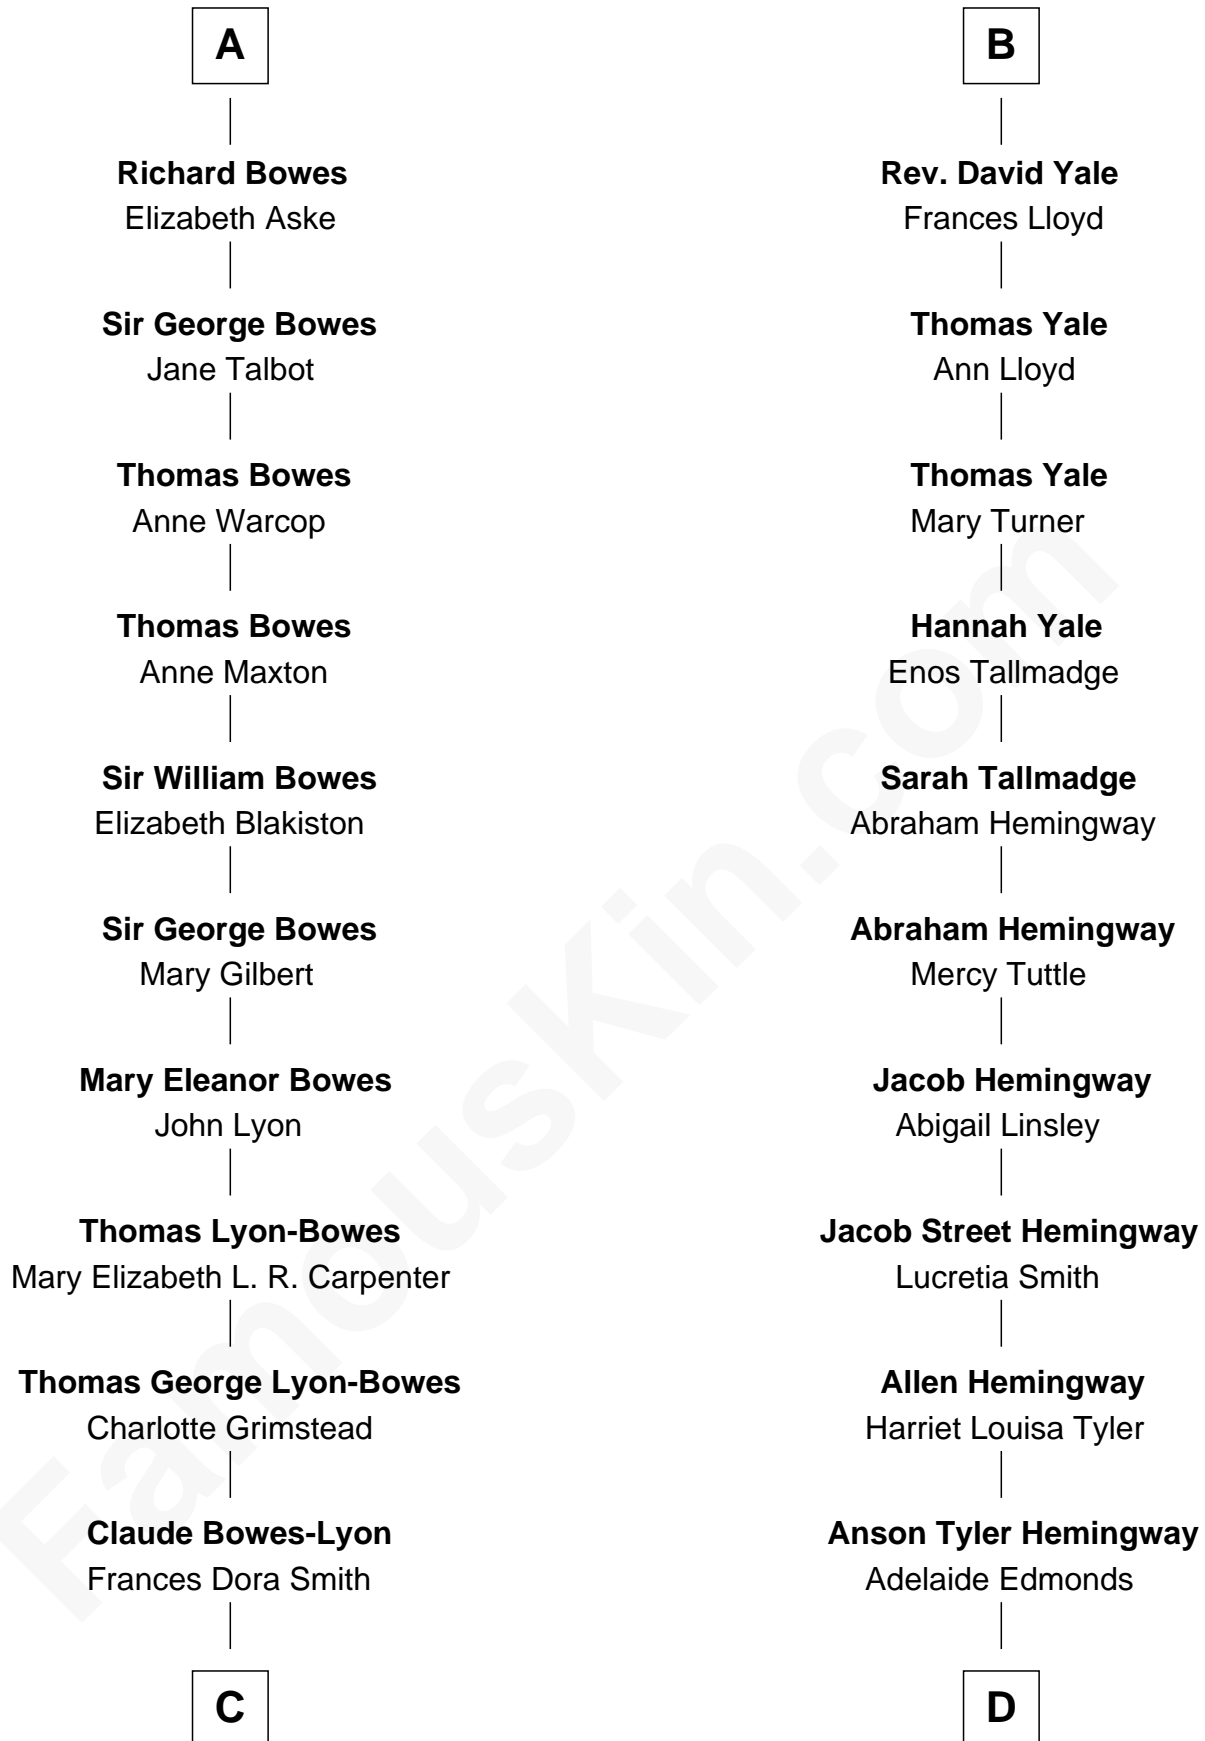 A
Richard Bowes
Elizabeth Aske
Sir George Bowes
Jane Talbot
Thomas Bowes
Anne Warcop
Thomas Bowes
Anne Maxton
Sir William Bowes
Elizabeth Blakiston
Sir George Bowes
Mary Gilbert
Mary Eleanor Bowes
John Lyon
Thomas Lyon-Bowes
Mary Elizabeth L. R. Carpenter
Thomas George Lyon-Bowes
Charlotte Grimstead
Claude Bowes-Lyon
Frances Dora Smith
C
B
Rev. David Yale
Frances Lloyd
Thomas Yale
Ann Lloyd
Thomas Yale
Mary Turner
Hannah Yale
Enos Tallmadge
Sarah Tallmadge
Abraham Hemingway
Abraham Hemingway
Mercy Tuttle
Jacob Hemingway
Abigail Linsley
Jacob Street Hemingway
Lucretia Smith
Allen Hemingway
Harriet Louisa Tyler
Anson Tyler Hemingway
Adelaide Edmonds
D
FamousKin.com